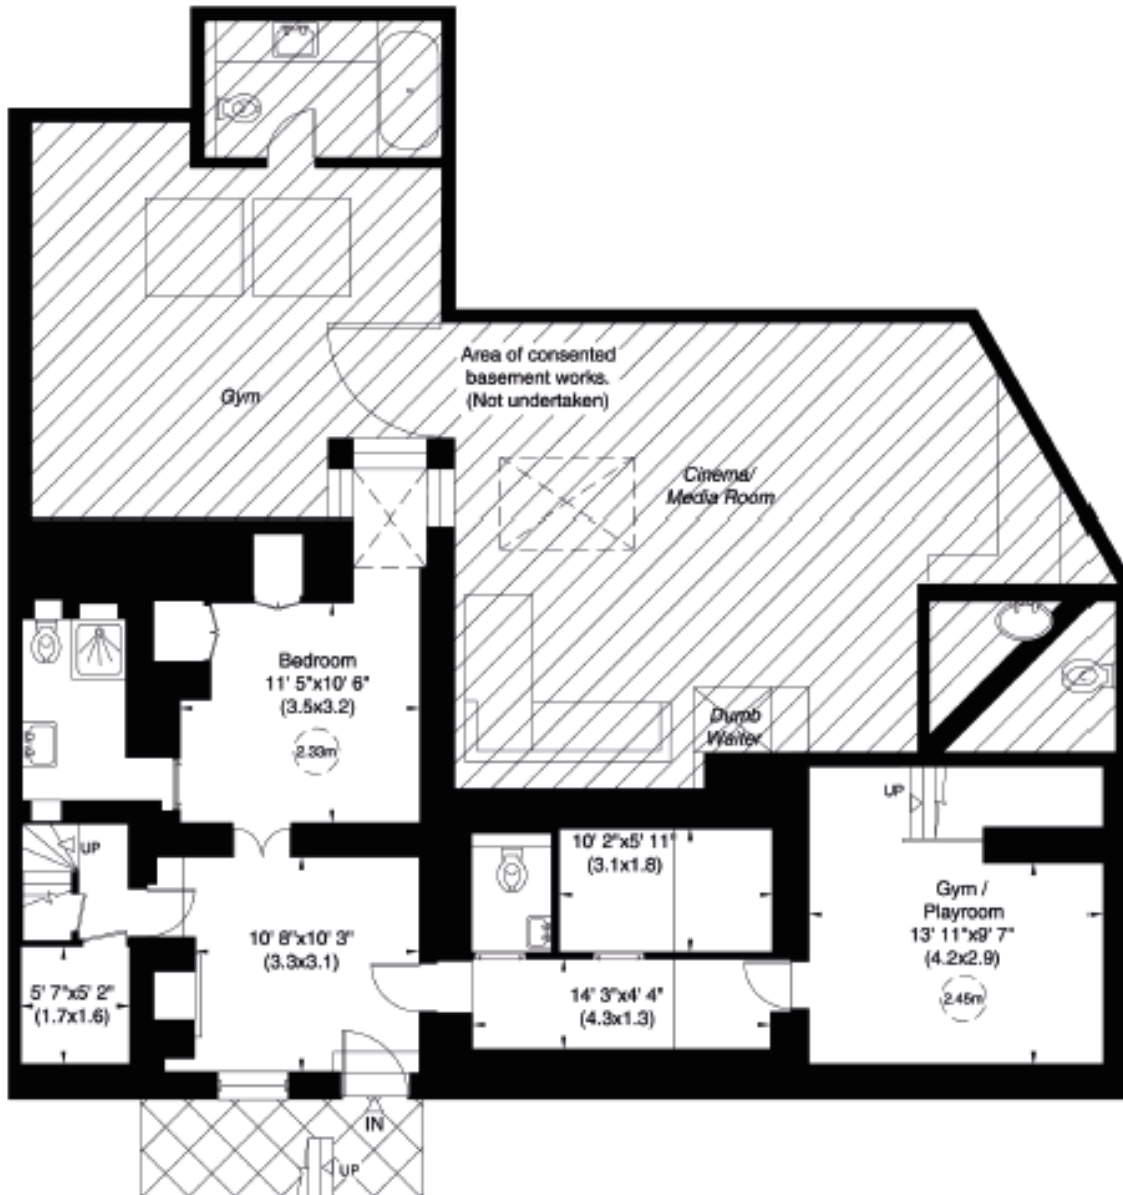 Area of consented
basement works.
(Not undertaken)
Gym
Cinema/
Media Room
Bedroom
11' 5"x10' 6"
(3.5x3.2)
2.33m
Dumb
Waiter
UP
UP
10' 2"x5' 11"
(3.1x1.8)
Gym /
Playroom
13' 11"x9' 7"
(4.2x2.9)
2.45m
10' 8"x10' 3"
(3.3x3.1)
5' 7"x5' 2"
(1.7x1.6)
14' 3"x4' 4"
(4.3x1.3)
IN
UP